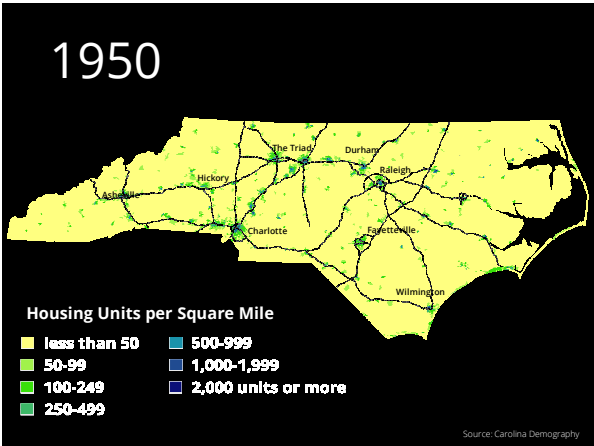 1950
The Triad
Durham
Raleigh
Hickory
Asheville
Charlotte
Fayetteville
Wilmington
Housing Units per Square Mile
less than 50
50-99
100-249
250-499
500-999
1,000-1,999
2,000 units or more
Source: Carolina Demography